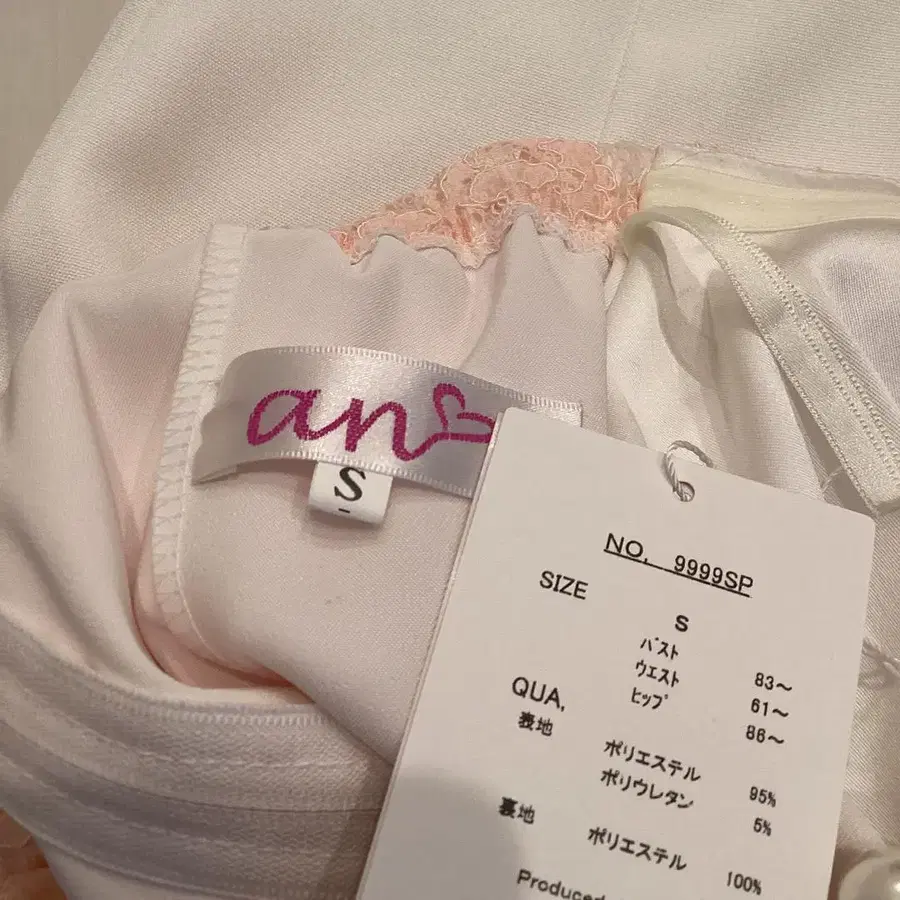 an
S
NO. 9999SP
SIZE
S
バスト 83～
ウエスト 61～
ヒップ 86～
QUA,
表地
ポリエステル 95%
ポリウレタン 5%
裏地
ポリエステル 100%
Produced